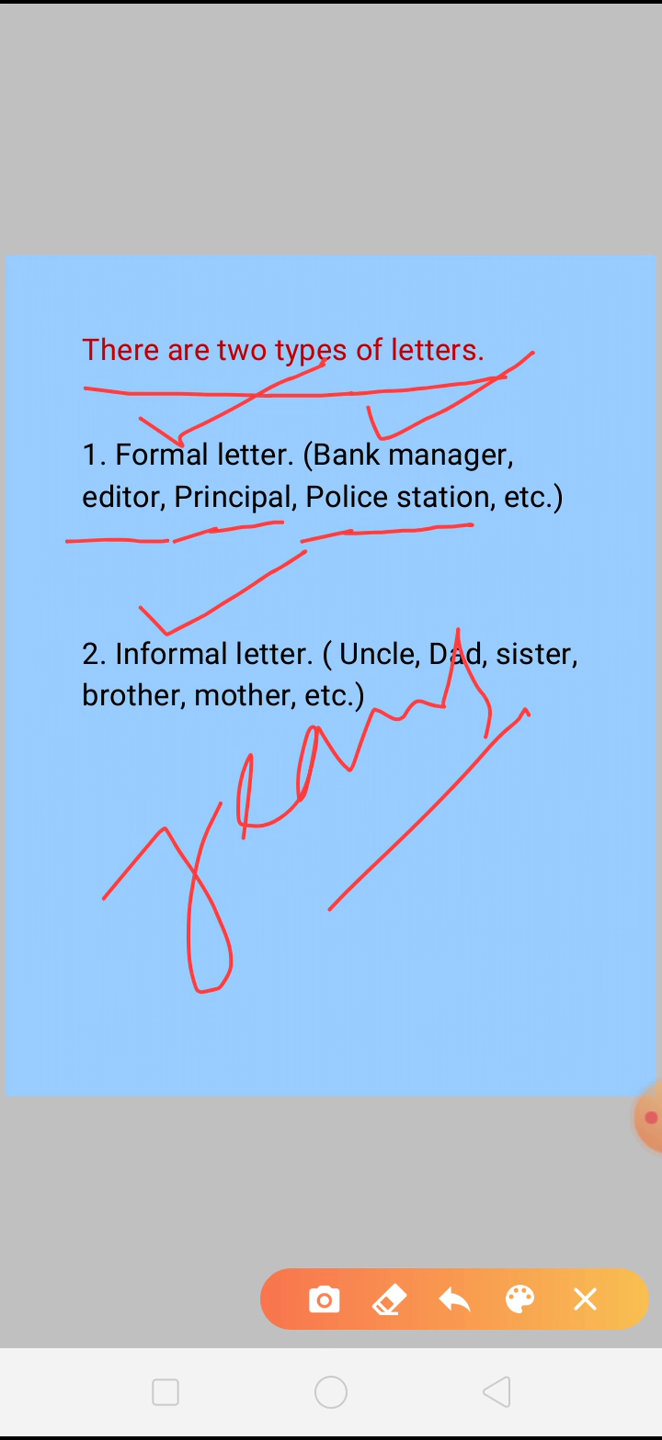 There are two types of letters.
1. Formal letter. (Bank manager,
editor, Principal, Police station, etc.)
2. Informal letter. ( Uncle, Dad, sister,
brother, mother, etc.)